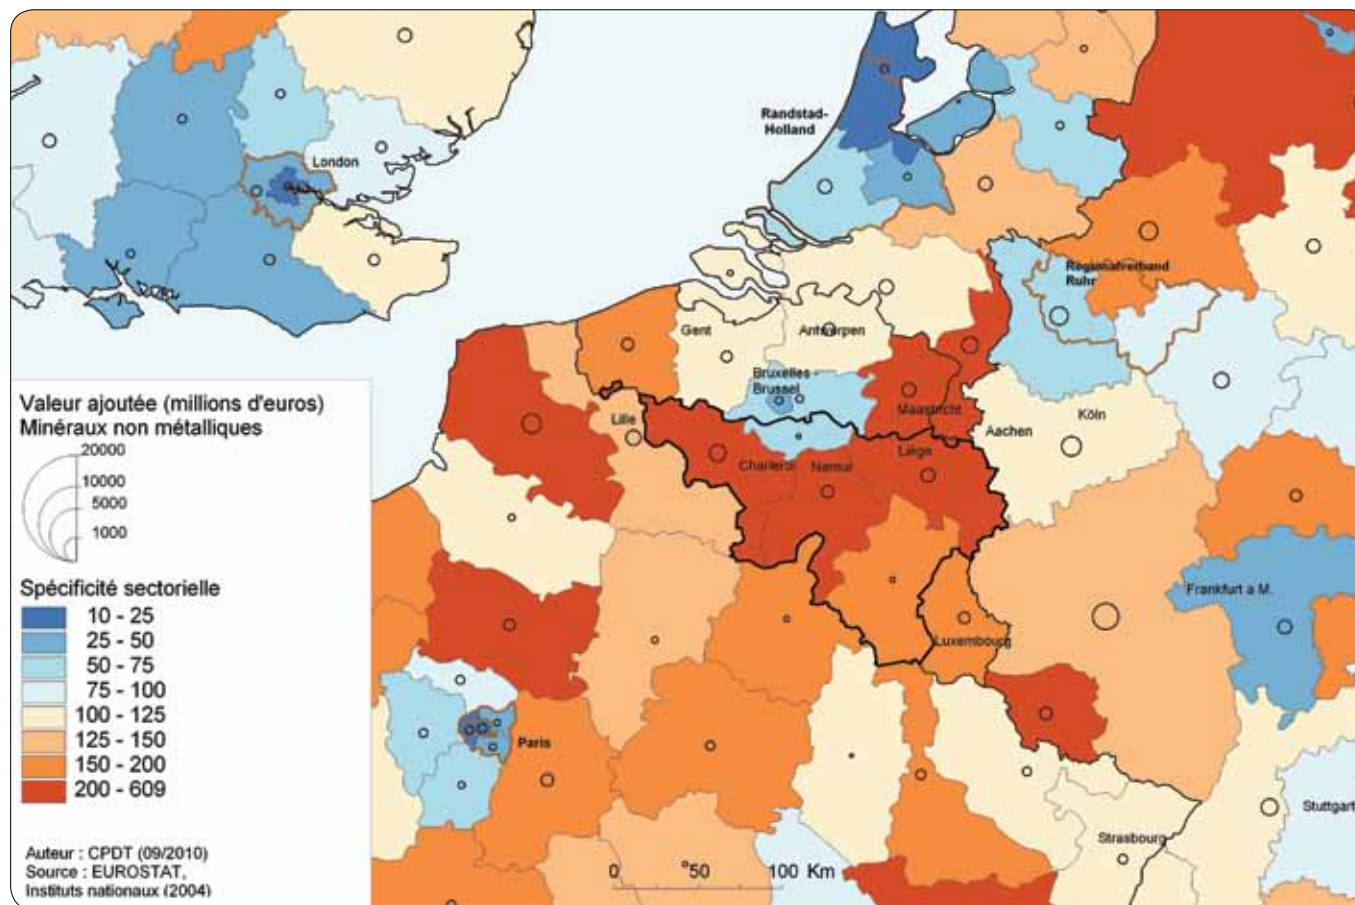 Randstad-
Holland
London
Regionalverband
Ruhr
Gent
Antwerpen
Bruxelles -
Brussel
Maastricht
Lille
Aachen
Köln
Charleroi
Namur
Liège
Frankfurt a M.
Luxembourg
Paris
Strasbourg
Stuttgart
Valeur ajoutée (millions d'euros)
Minéraux non métalliques
20000
10000
5000
1000
Spécificité sectorielle
10 - 25
25 - 50
50 - 75
75 - 100
100 - 125
125 - 150
150 - 200
200 - 609
Auteur : CPDT (09/2010)
Source : EUROSTAT,
Instituts nationaux (2004)
0 50 100 Km